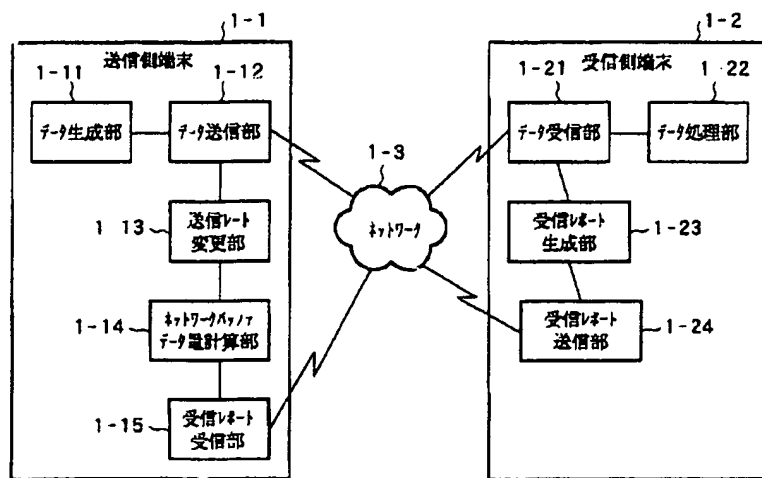 1-1
送信側端末
1-11
1-12
データ生成部
データ送信部
1-13
送信レート
変更部
1-14
ネットワークバッファ
データ量計算部
1-15
受信レポート
受信部
1-3
ネットワーク
1-2
受信側端末
1-21
1-22
データ受信部
データ処理部
受信レポート
生成部
1-23
受信レポート
送信部
1-24